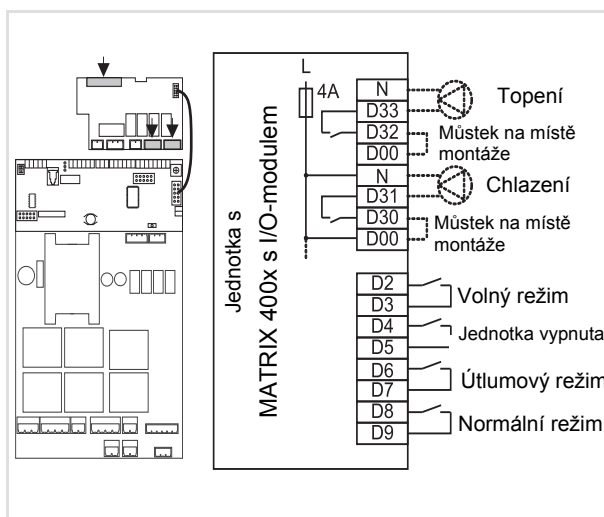 L
4A
N
D33
D32
D00
N
D31
D30
D00
D2
D3
D4
D5
D6
D7
D8
D9
Topení
Můstek na místě
montáže
Chlazení
Můstek na místě
montáže
Volný režim
Jednotka vypnuta
Útlumový režim
Normální režim
Jednotka s
MATRIX 400x s I/O-modulem